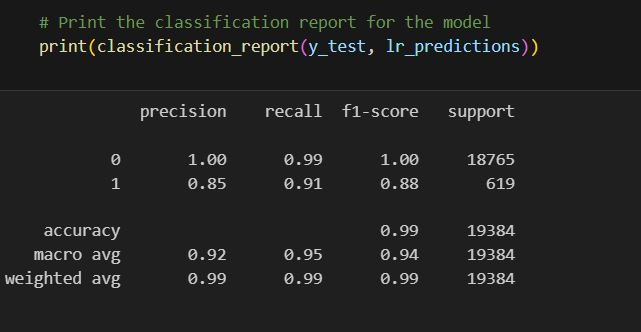 # Print the classification report for the model
print(classification_report(y_test, lr_predictions))
precision recall f1-score support
0 1.00 0.99 1.00 18765
1 0.85 0.91 0.88 619
accuracy 0.99 19384
macro avg 0.92 0.95 0.94 19384
weighted avg 0.99 0.99 0.99 19384